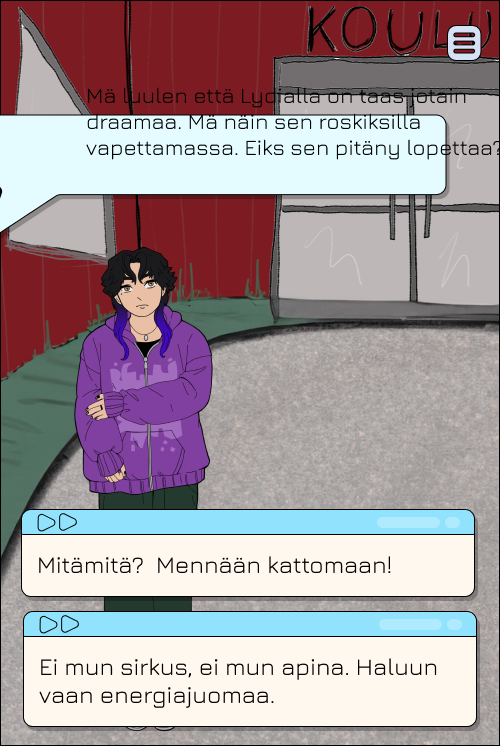 KOULU
Mä luulen että Lydialla on taas jotain
draamaa. Mä näin sen roskiksilla
vapettamassa. Eiks sen pitäny lopettaa?
Mitämitä? Mennään kattomaan!
Ei mun sirkus, ei mun apina. Haluun
vaan energiajuomaa.